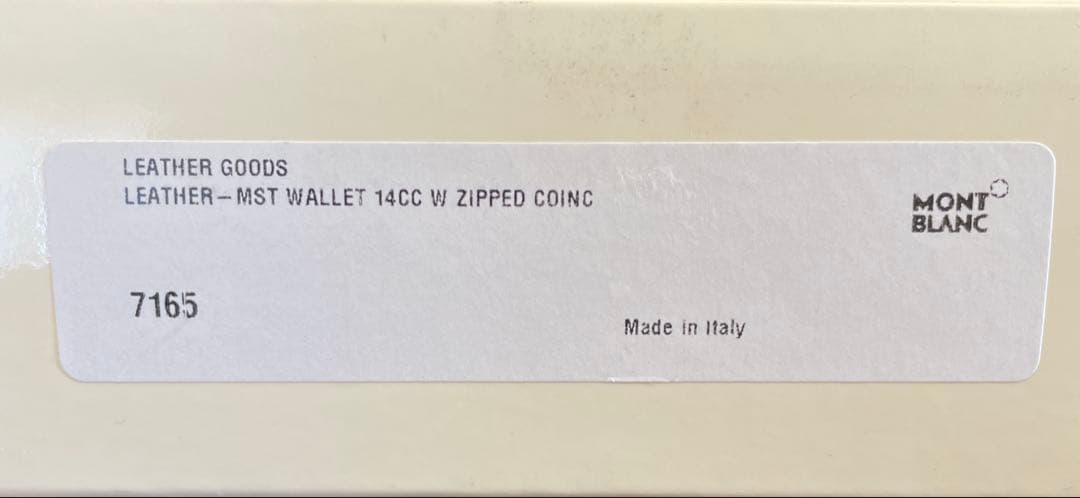 LEATHER GOODS
LEATHER-MST WALLET 14CC W ZIPPED COINC
MONT
BLANC
7165
Made in Italy